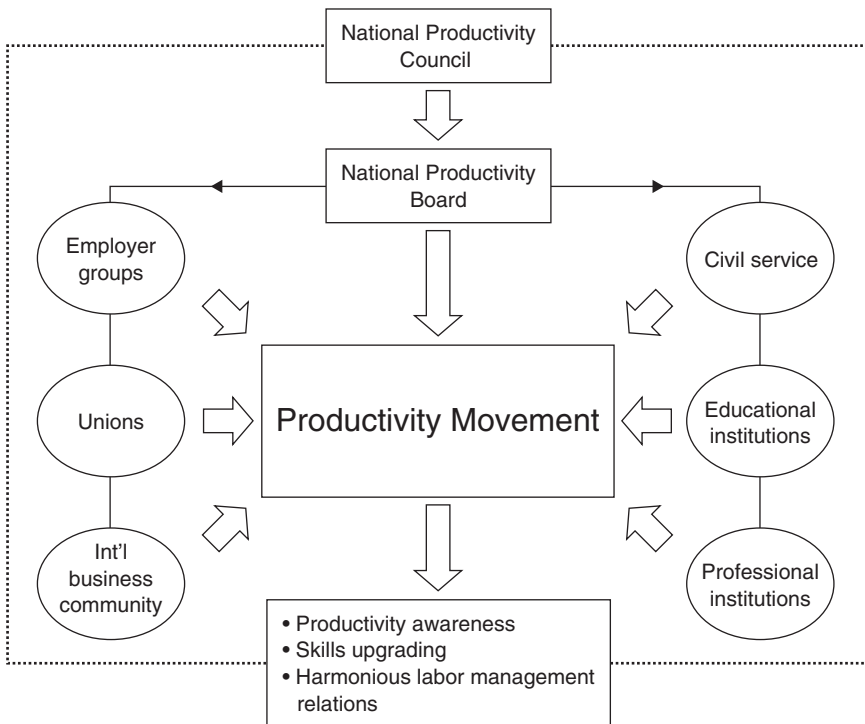 National Productivity
Council
National Productivity
Board
Employer
groups
Civil service
Unions
Productivity Movement
Educational
institutions
Int'l
business
community
Professional
institutions
• Productivity awareness
• Skills upgrading
• Harmonious labor management
relations